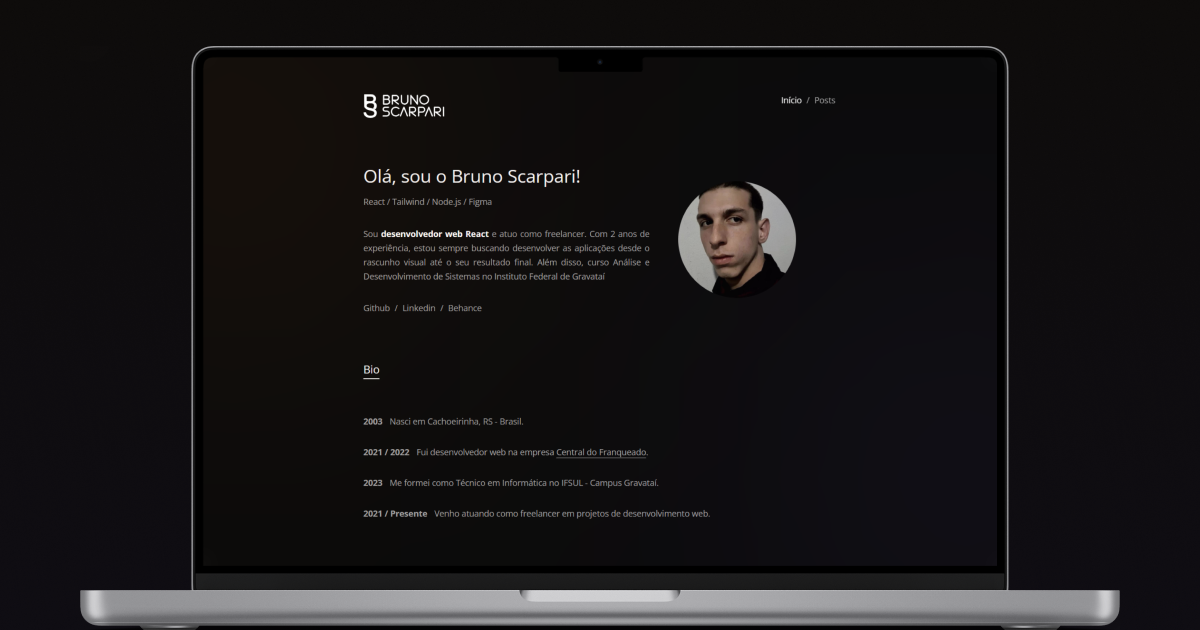 BRUNO
SCARPARI
Início / Posts
Olá, sou o Bruno Scarpari!
React / Tailwind / Node.js / Figma
Sou desenvolvedor web React e atuo como freelancer. Com 2 anos de
experiência, estou sempre buscando desenvolver as aplicações desde o
rascunho visual até o seu resultado final. Além disso, curso Análise e
Desenvolvimento de Sistemas no Instituto Federal de Gravataí
Github / Linkedin / Behance
Bio
2003 Nasci em Cachoeirinha, RS - Brasil.
2021 / 2022 Fui desenvolvedor web na empresa Central do Franqueado.
2023 Me formei como Técnico em Informática no IFSUL - Campus Gravataí.
2021 / Presente Venho atuando como freelancer em projetos de desenvolvimento web.